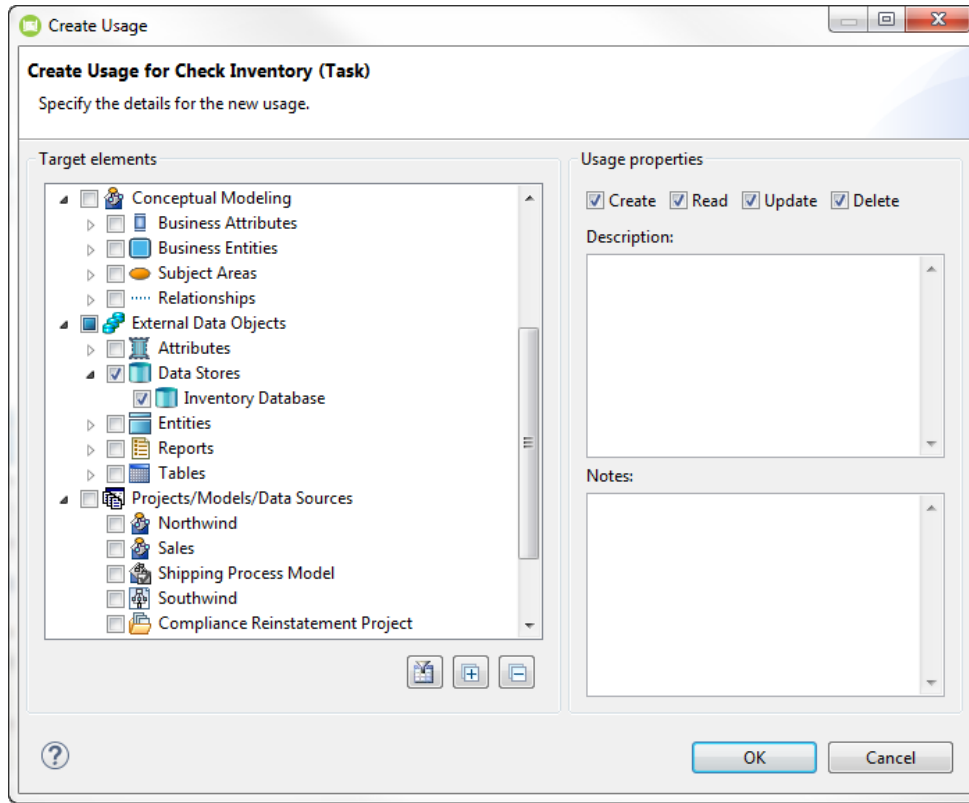 Create Usage
Create Usage for Check Inventory (Task)
Specify the details for the new usage.
Target elements
Conceptual Modeling
Business Attributes
Business Entities
Subject Areas
Relationships
External Data Objects
Attributes
Data Stores
Inventory Database
Entities
Reports
Tables
Projects/Models/Data Sources
Northwind
Sales
Shipping Process Model
Southwind
Compliance Reinstatement Project
Usage properties
Create Read Update Delete
Description:
Notes:
?
OK Cancel